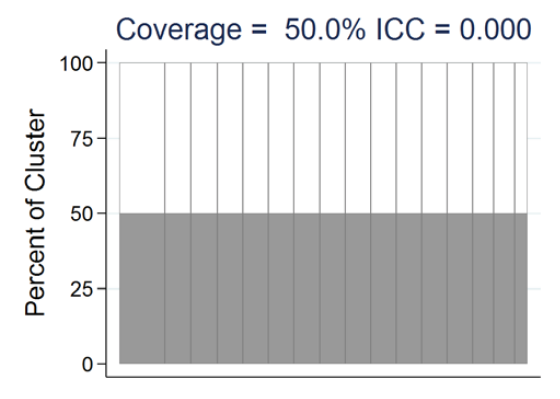 Coverage =  50.0% ICC = 0.000
Percent of Cluster
100
75
50
25
0